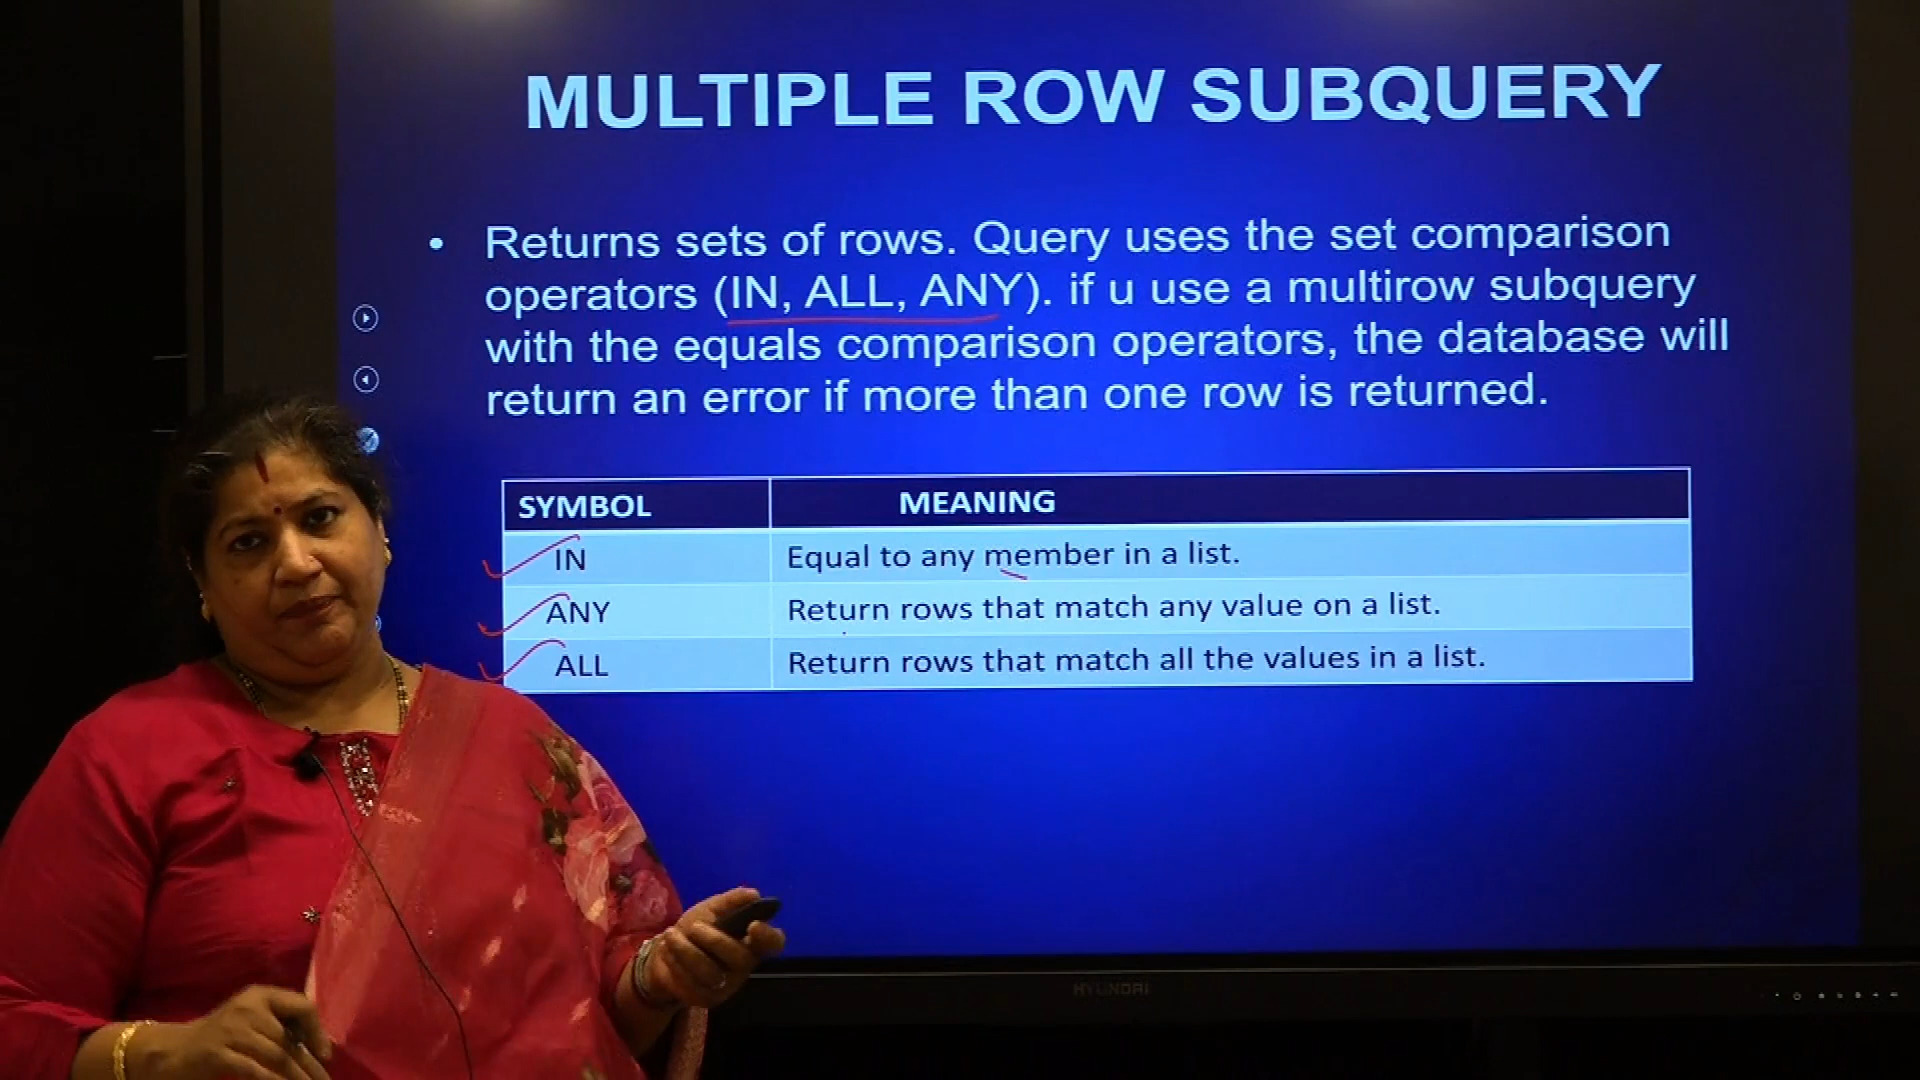 MULTIPLE ROW SUBQUERY
• Returns sets of rows. Query uses the set comparison
operators (IN, ALL, ANY). if u use a multirow subquery
with the equals comparison operators, the database will
return an error if more than one row is returned.
SYMBOL MEANING
IN Equal to any member in a list.
ANY Return rows that match any value on a list.
ALL Return rows that match all the values in a list.
HYUNDAI